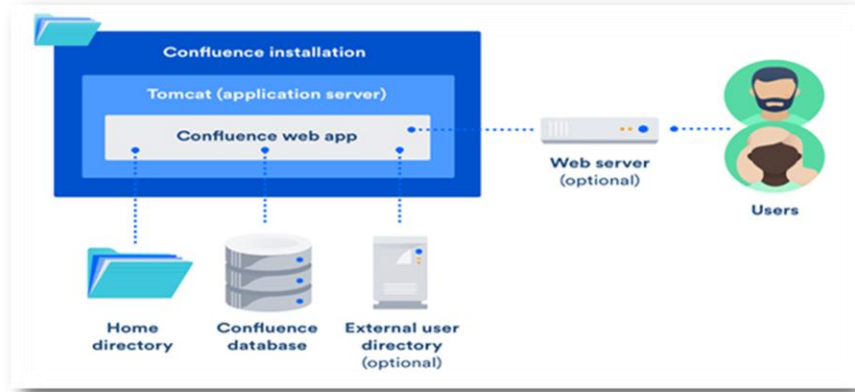 Confluence installation
Tomcat (application server)
Confluence web app
Web server
(optional)
Users
Home
directory
Confluence
database
External user
directory
(optional)